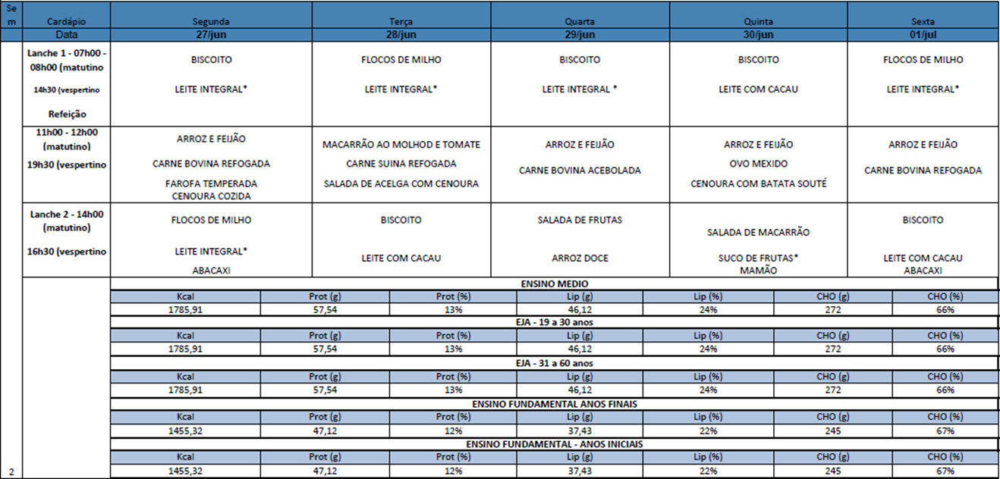 Se
m Cardápio Segunda Terça Quarta Quinta Sexta
Data 27/jun 28/jun 29/jun 30/jun 01/jul
Lanche 1 - 07h00 -
08h00 (matutino BISCOITO FLOCOS DE MILHO BISCOITO BISCOITO FLOCOS DE MILHO
14h30 (vespertino LEITE INTEGRAL* LEITE INTEGRAL* LEITE INTEGRAL * LEITE COM CACAU LEITE INTEGRAL*
Refeição
11h00 - 12h00
(matutino) ARROZ E FEIJÃO MACARRÃO AO MOLHOD E TOMATE ARROZ E FEIJÃO ARROZ E FEIJÃO ARROZ E FEIJÃO
19h30 (vespertino CARNE BOVINA REFOGADA CARNE SUINA REFOGADA CARNE BOVINA ACEBOLADA OVO MEXIDO CARNE BOVINA REFOGADA
FAROFA TEMPERADA SALADA DE ACELGA COM CENOURA CENOURA COM BATATA SOUTÉ
CENOURA COZIDA
Lanche 2 - 14h00
(matutino) FLOCOS DE MILHO BISCOITO SALADA DE FRUTAS SALADA DE MACARRÃO BISCOITO
16h30 (vespertino LEITE INTEGRAL* LEITE COM CACAU ARROZ DOCE SUCO DE FRUTAS* LEITE COM CACAU
ABACAXI MAMÃO ABACAXI
ENSINO MEDIO
Kcal Prot (g) Prot (%) Lip (g) Lip (%) CHO (g) CHO (%)
1785,91 57,54 13% 46,12 24% 272 66%
EJA - 19 a 30 anos
Kcal Prot (g) Prot (%) Lip (g) Lip (%) CHO (g) CHO (%)
1785,91 57,54 13% 46,12 24% 272 66%
EJA - 31 a 60 anos
Kcal Prot (g) Prot (%) Lip (g) Lip (%) CHO (g) CHO (%)
1785,91 57,54 13% 46,12 24% 272 66%
ENSINO FUNDAMENTAL ANOS FINAIS
Kcal Prot (g) Prot (%) Lip (g) Lip (%) CHO (g) CHO (%)
1455,32 47,12 12% 37,43 22% 245 67%
ENSINO FUNDAMENTAL - ANOS INICIAIS
Kcal Prot (g) Prot (%) Lip (g) Lip (%) CHO (g) CHO (%)
2 1455,32 47,12 12% 37,43 22% 245 67%